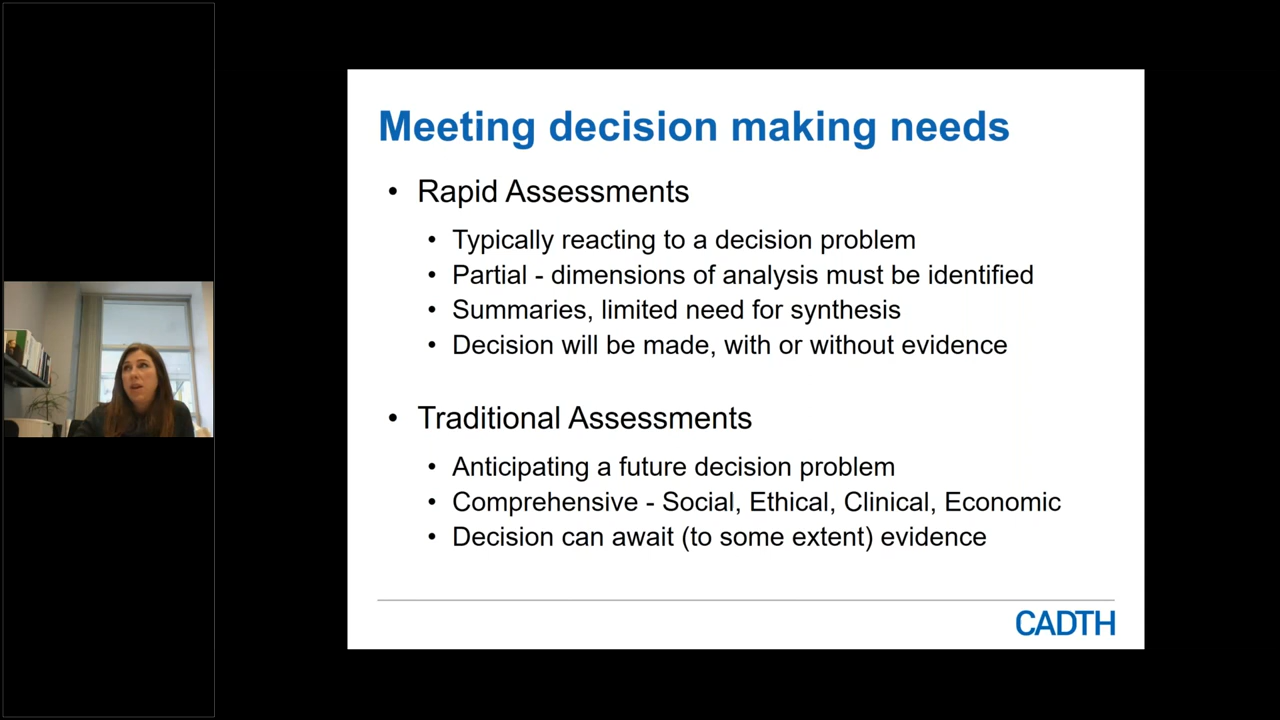 Meeting decision making needs
• Rapid Assessments
• Typically reacting to a decision problem
• Partial - dimensions of analysis must be identified
• Summaries, limited need for synthesis
• Decision will be made, with or without evidence
• Traditional Assessments
• Anticipating a future decision problem
• Comprehensive - Social, Ethical, Clinical, Economic
• Decision can await (to some extent) evidence
CADTH